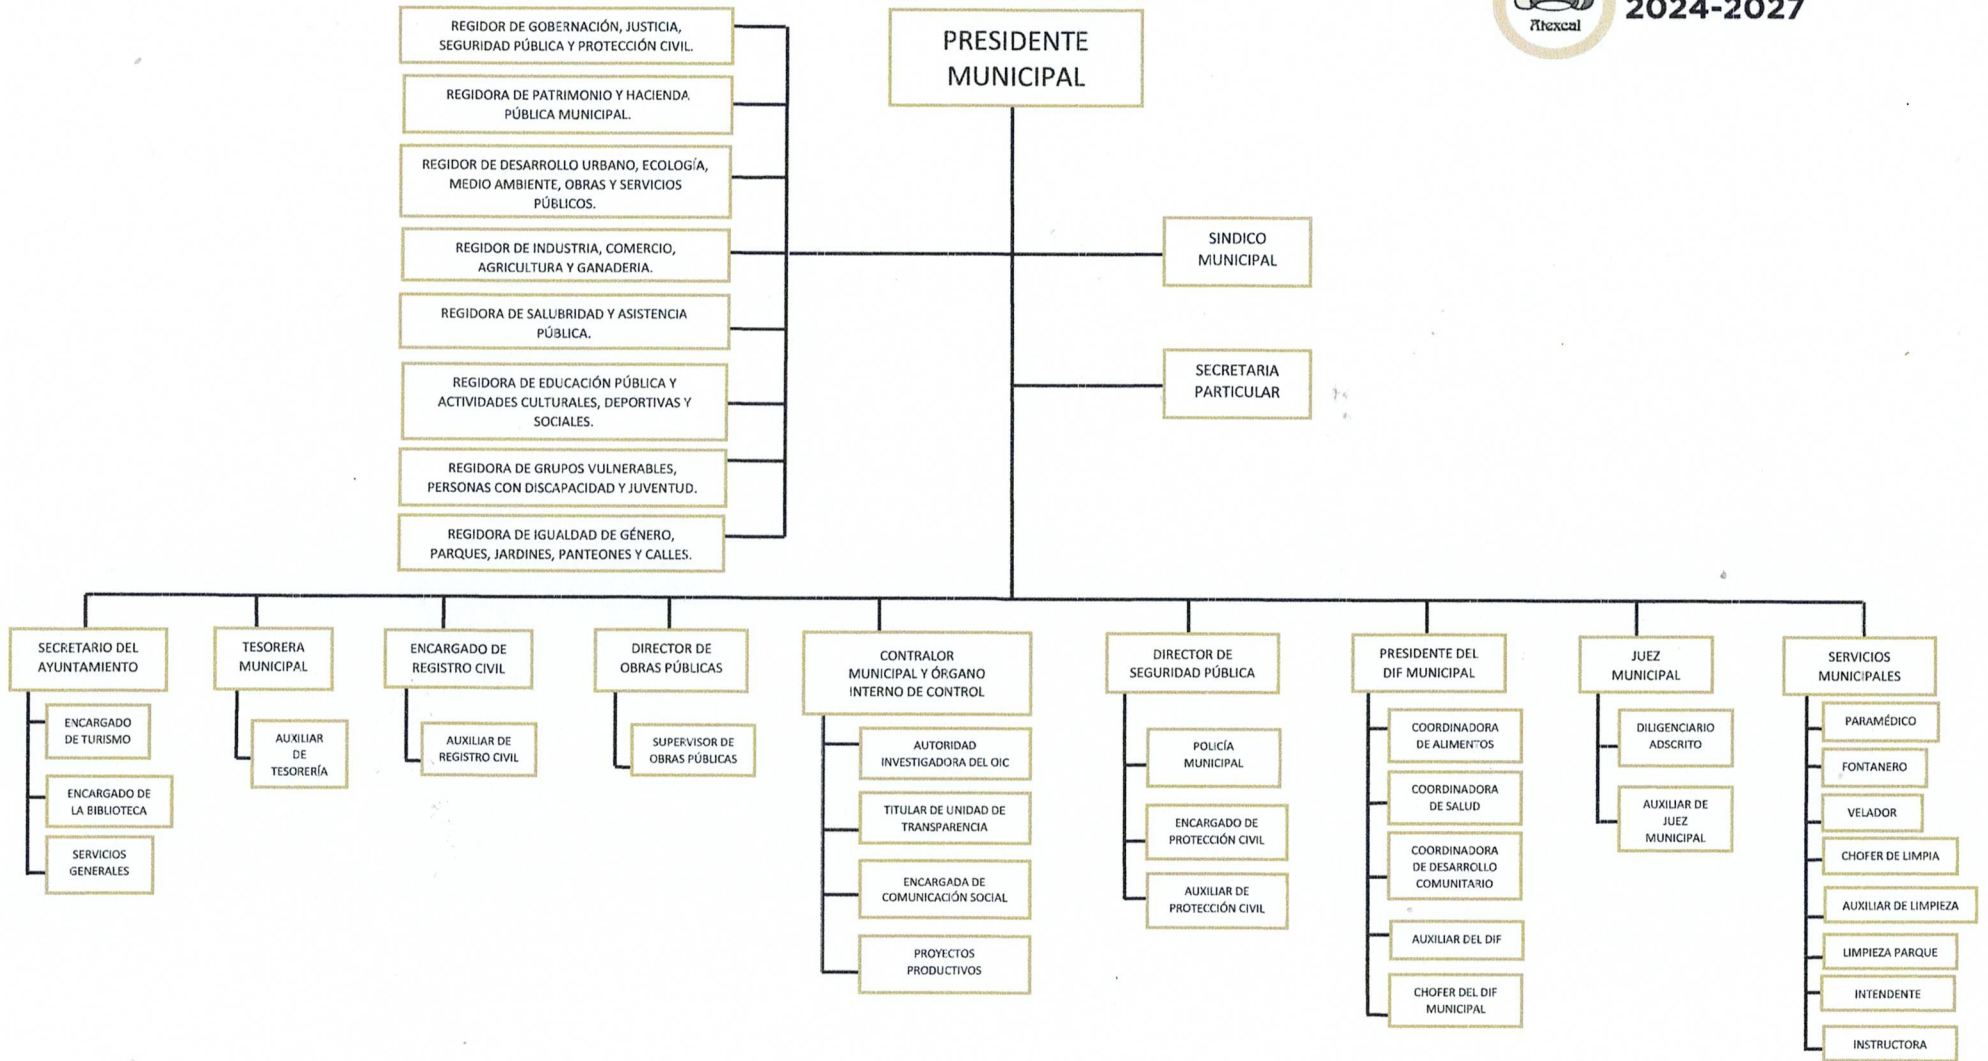 REGIDOR DE GOBERNACIÓN, JUSTICIA,
SEGURIDAD PÚBLICA Y PROTECCIÓN CIVIL.
REGIDORA DE PATRIMONIO Y HACIENDA
PÚBLICA MUNICIPAL.
REGIDOR DE DESARROLLO URBANO, ECOLOGÍA,
MEDIO AMBIENTE, OBRAS Y SERVICIOS
PÚBLICOS.
REGIDOR DE INDUSTRIA, COMERCIO,
AGRICULTURA Y GANADERIA.
REGIDORA DE SALUBRIDAD Y ASISTENCIA
PÚBLICA.
REGIDORA DE EDUCACIÓN PÚBLICA Y
ACTIVIDADES CULTURALES, DEPORTIVAS Y
SOCIALES.
REGIDORA DE GRUPOS VULNERABLES,
PERSONAS CON DISCAPACIDAD Y JUVENTUD.
REGIDORA DE IGUALDAD DE GÉNERO,
PARQUES, JARDINES, PANTEONES Y CALLES.
PRESIDENTE
MUNICIPAL
Atexcal
2024-2027
SINDICO
MUNICIPAL
SECRETARIA
PARTICULAR
SECRETARIO DEL
AYUNTAMIENTO
ENCARGADO
DE TURISMO
ENCARGADO DE
LA BIBLIOTECA
SERVICIOS
GENERALES
TESORERA
MUNICIPAL
AUXILIAR
DE
TESORERÍA
ENCARGADO DE
REGISTRO CIVIL
AUXILIAR DE
REGISTRO CIVIL
DIRECTOR DE
OBRAS PÚBLICAS
SUPERVISOR DE
OBRAS PÚBLICAS
CONTRALOR
MUNICIPAL Y ÓRGANO
INTERNO DE CONTROL
AUTORIDAD
INVESTIGADORA DEL OIC
TITULAR DE UNIDAD DE
TRANSPARENCIA
ENCARGADA DE
COMUNICACIÓN SOCIAL
PROYECTOS
PRODUCTIVOS
DIRECTOR DE
SEGURIDAD PÚBLICA
POLICÍA
MUNICIPAL
ENCARGADO DE
PROTECCIÓN CIVIL
AUXILIAR DE
PROTECCIÓN CIVIL
PRESIDENTE DEL
DIF MUNICIPAL
COORDINADORA
DE ALIMENTOS
COORDINADORA
DE SALUD
COORDINADORA
DE DESARROLLO
COMUNITARIO
AUXILIAR DEL DIF
CHOFER DEL DIF
MUNICIPAL
JUEZ
MUNICIPAL
DILIGENCIARIO
ADSCRITO
AUXILIAR DE
JUEZ
MUNICIPAL
SERVICIOS
MUNICIPALES
PARAMÉDICO
FONTANERO
VELADOR
CHOFER DE LIMPIA
AUXILIAR DE LIMPIEZA
LIMPIEZA PARQUE
INTENDENTE
INSTRUCTORA